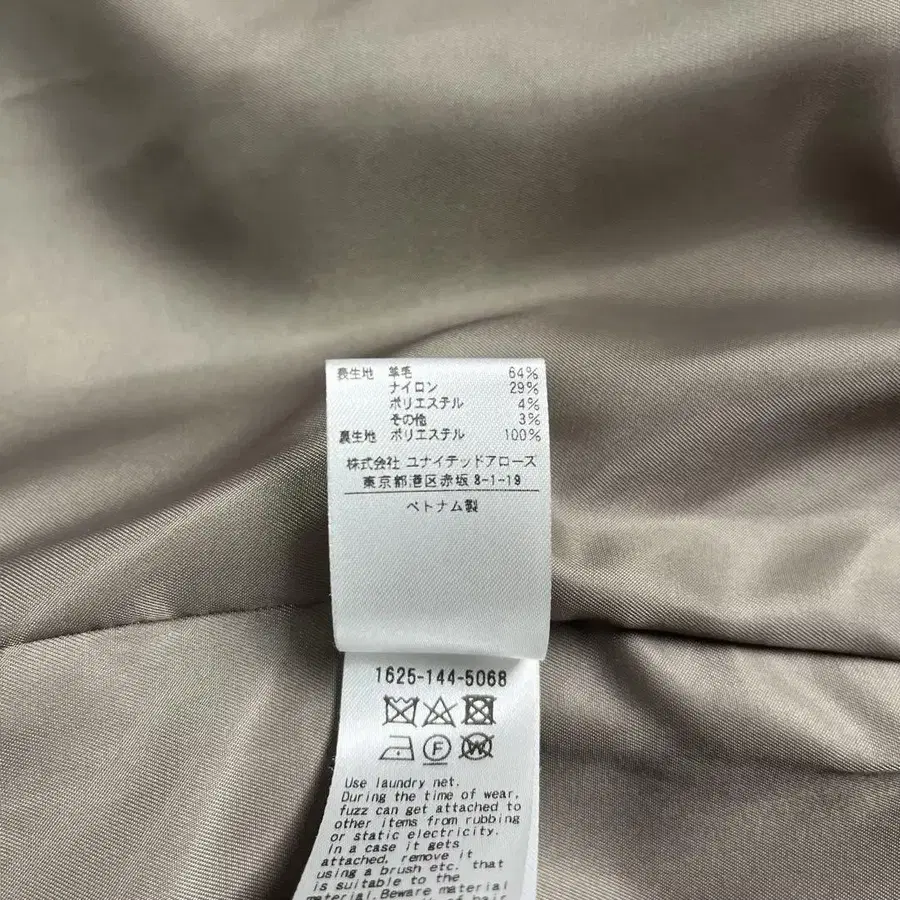 表生地 羊毛 64%
ナイロン 29%
ポリエステル 4%
その他 3%
裏生地 ポリエステル 100%
株式会社 ユナイテッドアローズ
東京都港区赤坂 8-1-19
ベトナム製
1625-144-5068
F W
Use laundry net.
During the time of wear,
fuzz can get attached to
other items from rubbing
or static electricity.
In a case it gets
attached, remove it
using a brush etc. that
is suitable to the
material.Beware material
of hair